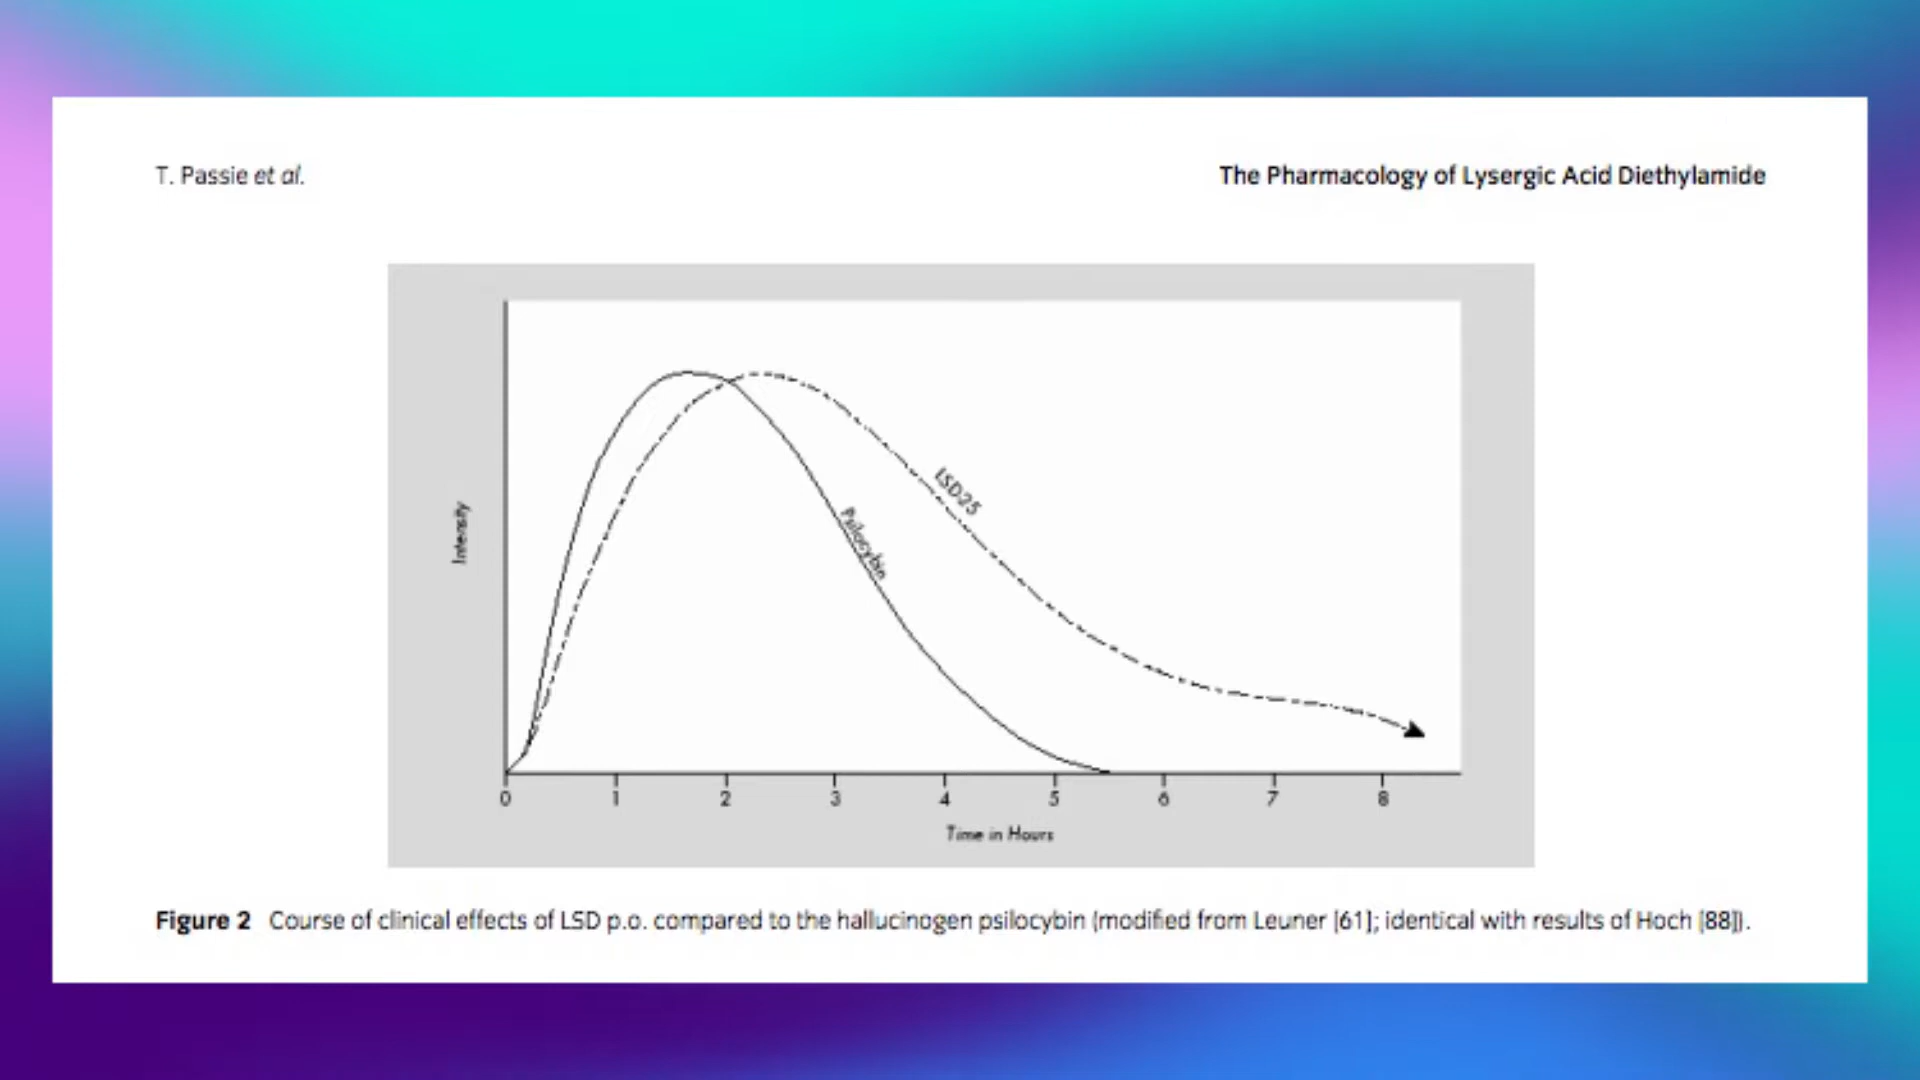 T. Passie et al.
The Pharmacology of Lysergic Acid Diethylamide
Intensity
LSD25
Psilocybin
0 1 2 3 4 5 6 7 8
Time in Hours
Figure 2 Course of clinical effects of LSD p.o. compared to the hallucinogen psilocybin (modified from Leuner [61]; identical with results of Hoch [88]).